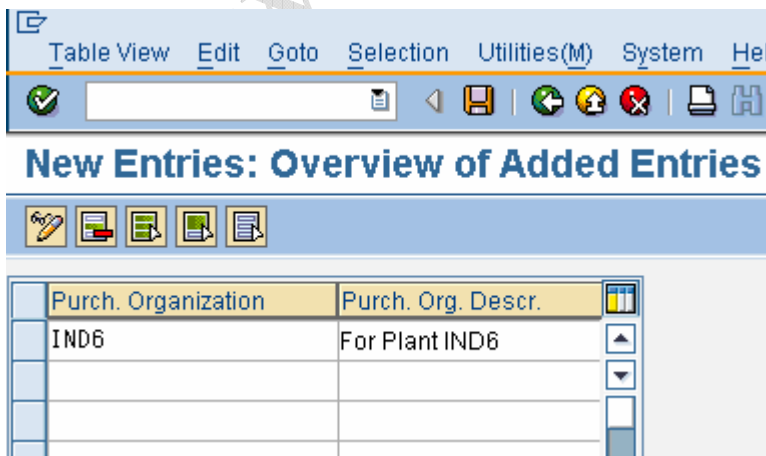 Table View Edit Goto Selection Utilities(M) System Hel
New Entries: Overview of Added Entries
Purch. Organization Purch. Org. Descr.
IND6 For Plant IND6